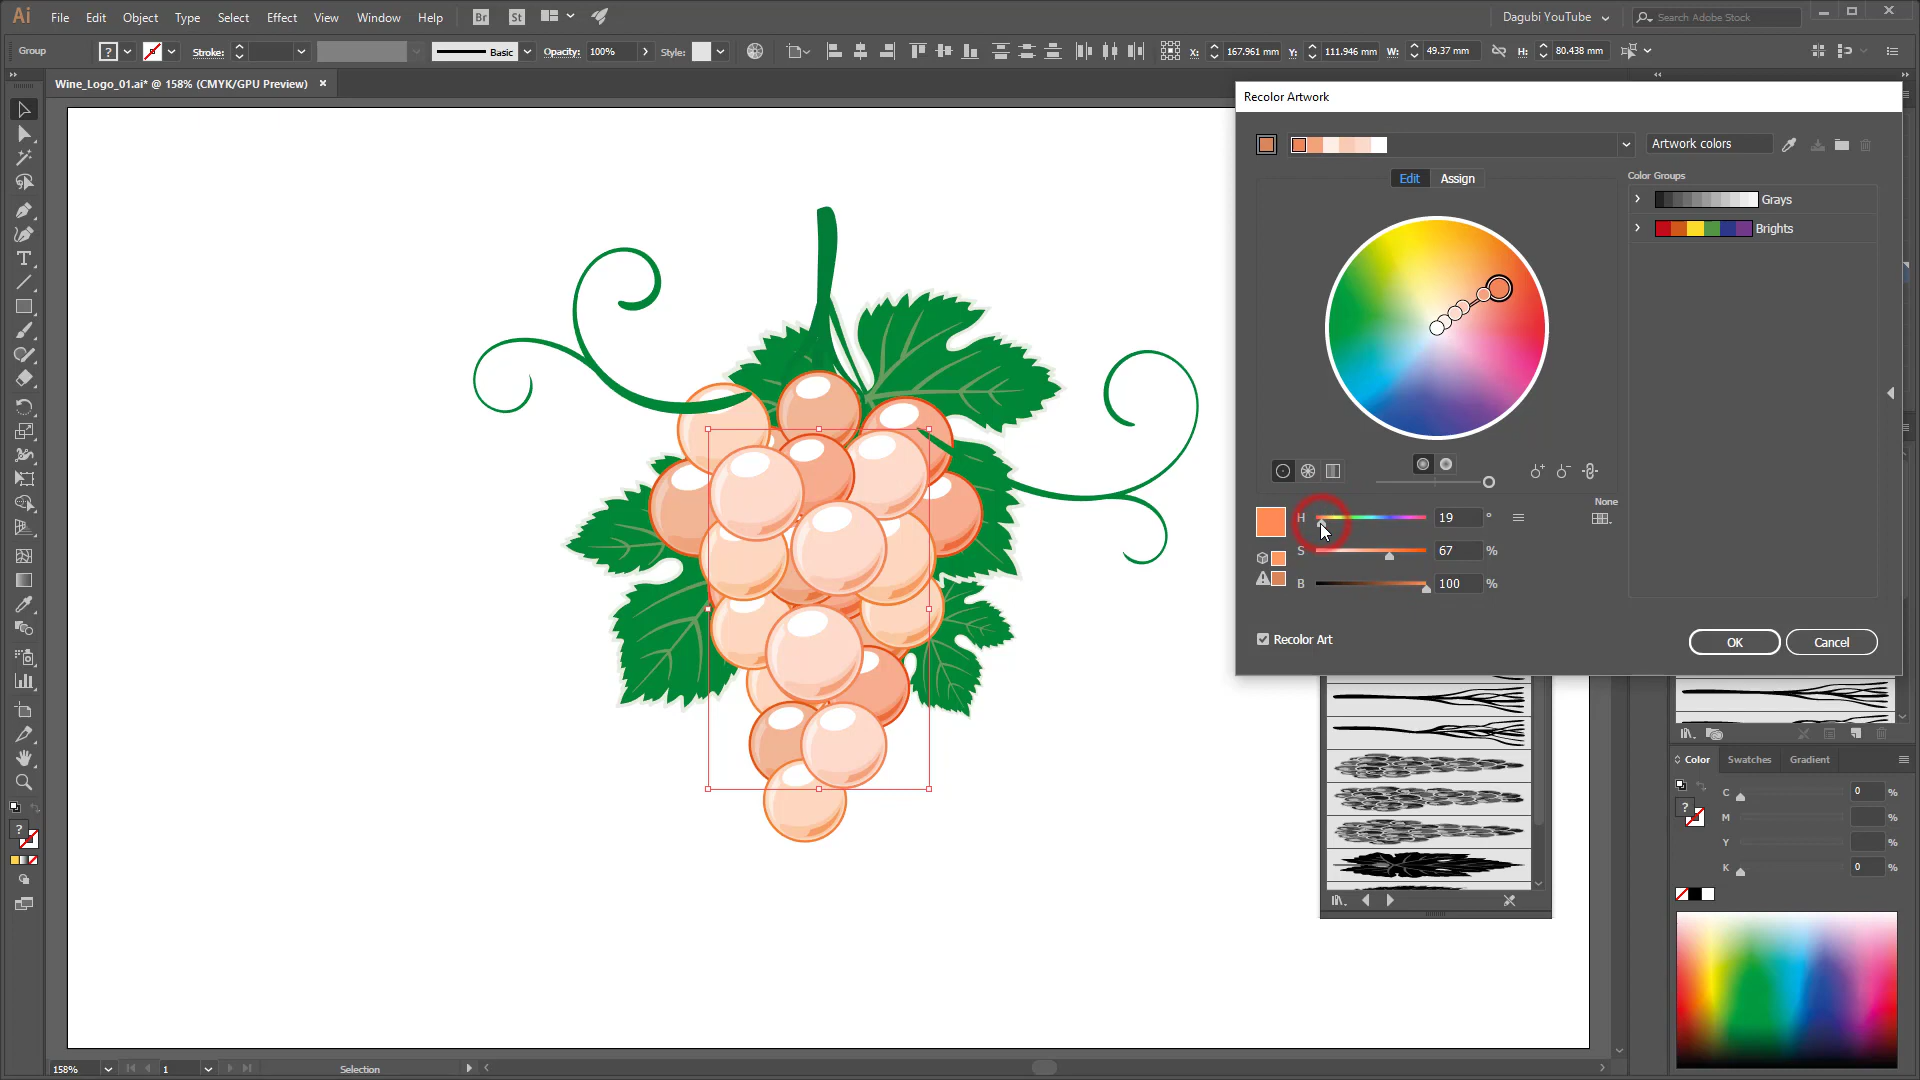 Ai File Edit Object Type Select Effect View Window Help Br St Dagubi YouTube Search Adobe Stock
Group ? Stroke: Basic Opacity: 100% Style: X: 167.961 mm Y: 111.946 mm W: 49.37 mm H: 80.438 mm
Wine_Logo_01.ai* @ 158% (CMYK/GPU Preview) ×
Recolor Artwork
Artwork colors
Edit Assign
Color Groups
Grays
Brights
None
H 19 °
S 67 %
B 100 %
Recolor Art
OK Cancel
Color Swatches Gradient
C 0 %
? M %
Y %
K 0 %
?
158% 1 Selection